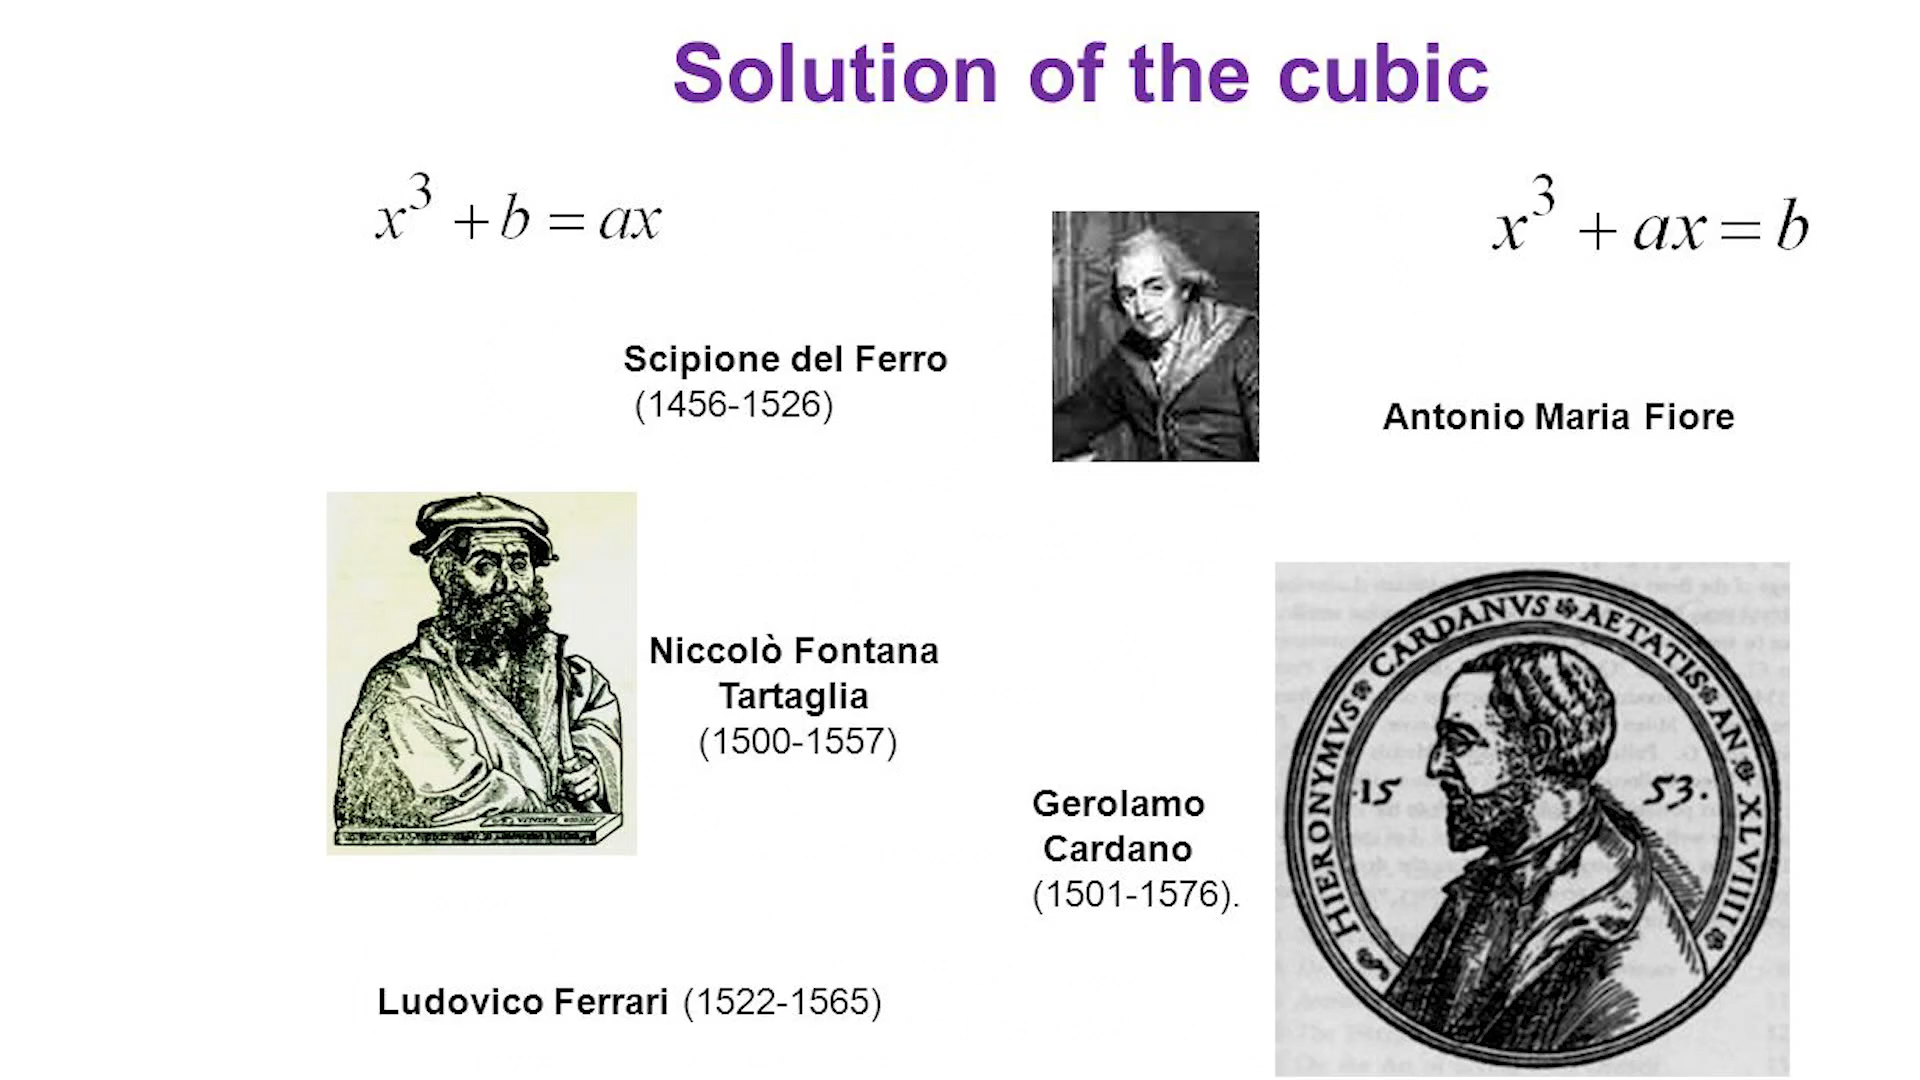 Solution of the cubic
x³ + b = ax
x³ + ax = b
Scipione del Ferro
(1456-1526)
Antonio Maria Fiore
Niccolò Fontana
Tartaglia
(1500-1557)
Gerolamo
Cardano
(1501-1576).
HIERONYMVS CARDANVS AETATIS AN XLVIIII
15 53.
Ludovico Ferrari (1522-1565)